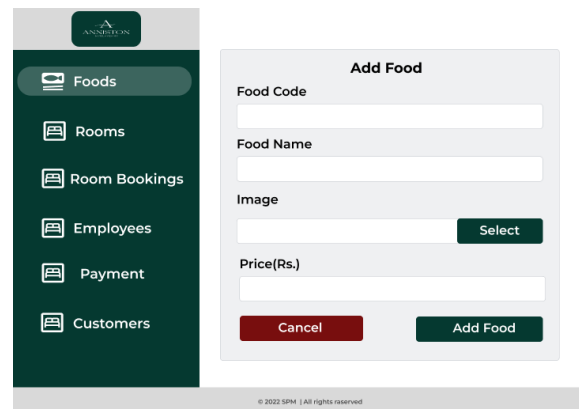 A
ANNISTON
Foods
Rooms
Room Bookings
Employees
Payment
Customers
Add Food
Food Code
Food Name
Image
Select
Price(Rs.)
Cancel
Add Food
© 2022 SPM | All rights reserved